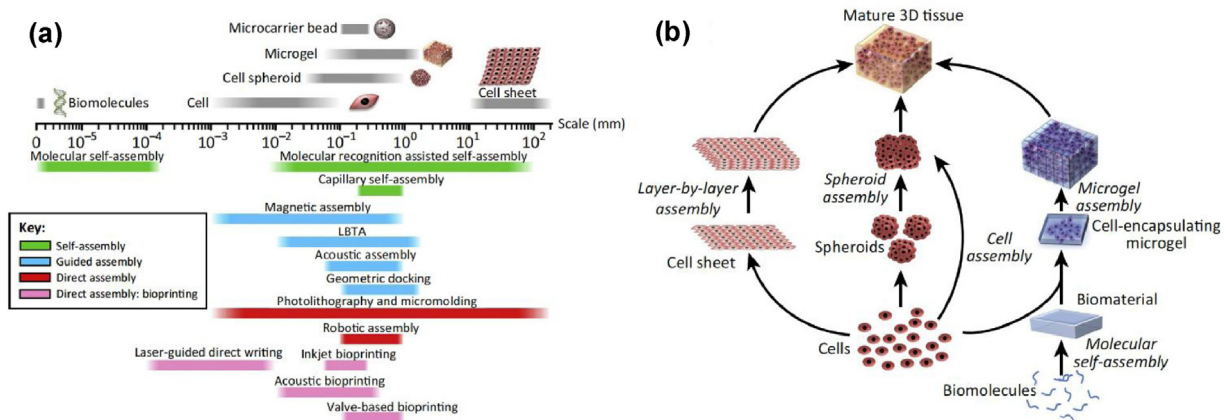 (a)
Microcarrier bead
Microgel
Cell spheroid
Biomolecules
Cell
Cell sheet
Scale (mm)
0 10⁻⁵ 10⁻⁴ 10⁻² 10⁻¹ 10⁰ 10¹ 10²
Molecular self-assembly
Molecular recognition assisted self-assembly
Capillary self-assembly
Magnetic assembly
LBTA
Acoustic assembly
Geometric docking
Photolithography and micromolding
Robotic assembly
Laser-guided direct writing
Inkjet bioprinting
Acoustic bioprinting
Valve-based bioprinting
Key:
Self-assembly
Guided assembly
Direct assembly
Direct assembly: bioprinting
(b)
Mature 3D tissue
Layer-by-layer
assembly
Spheroid
assembly
Microgel
assembly
Cell-encapsulating
microgel
Spheroids
Cell
assembly
Cell sheet
Biomaterial
Cells
Molecular
self-assembly
Biomolecules